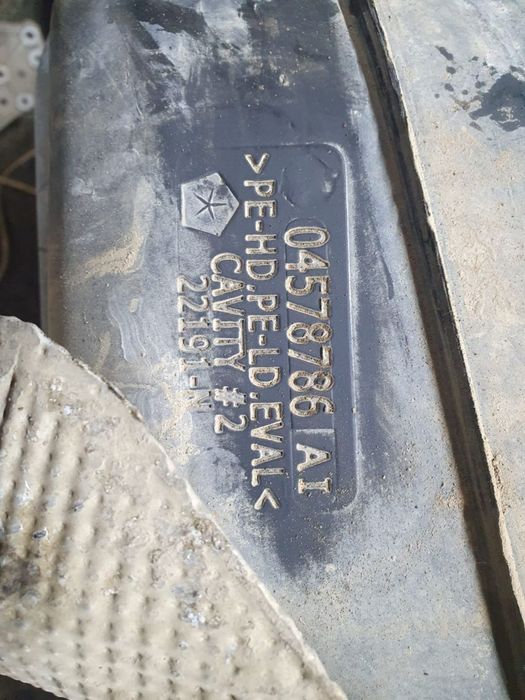 04578786 AI
>PE-HD.PE-LD.EVAL<
CAVITY #2
22191-N